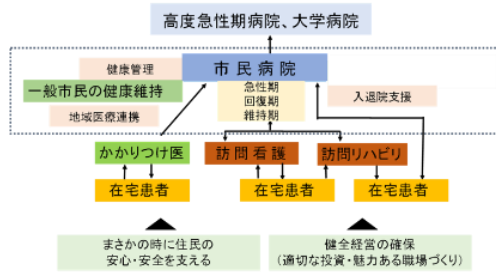 高度急性期病院、大学病院
健康管理
市民病院
一般市民の健康維持
急性期
回復期
維持期
入退院支援
地域医療連携
かかりつけ医
訪問看護
訪問リハビリ
在宅患者
在宅患者
在宅患者
まさかの時に住民の
安心・安全を支える
健全経営の確保
(適切な投資・魅力ある職場づくり)